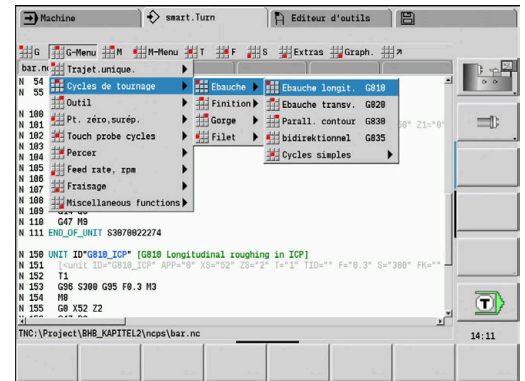 Machine smart.Turn Editeur d'outils
G G-Menu M M-Menu T F S Extras Graph.
bar.n
Trajet.unique.
Cycles de tournage
Outil
Pt. zéro,surép.
Touch probe cycles
Percer
Feed rate, rpm
Fraisage
Miscellaneous functions
Ebauche
Finition
Gorge
Filet
Ebauche longit. G810
Ebauche transv. G820
Parall. contour G830
bidirektionnel G835
Cycles simples
N 54
N 55
N 100
N 101 50" Z1="0"
N 102
N 103
N 104
N 105
N 106
N 107
N 108
N 109
N 110 G47 M9
N 111 END_OF_UNIT S3070022274
N 150 UNIT ID"G810_ICP" [G810 Longitudinal roughing in ICP]
N 151 [<unit ID="G810_ICP" APP="0" XS="52" ZS="2" T="1" TID="" F="0.3" S="300" FK=""
N 152 T1
N 153 G96 S300 G95 F0.3 M3
N 154 M8
N 155 G0 X52 Z2
TNC:\Project\BHB_KAPITEL2\ncps\bar.nc
T
14:11